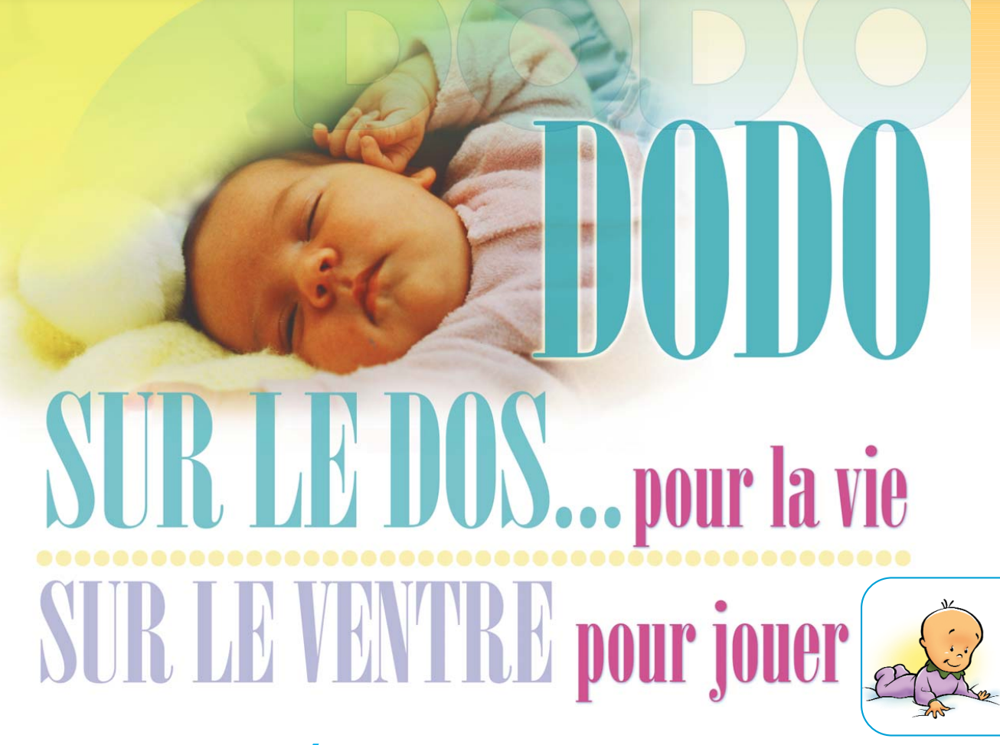 DODO
DODO
SUR LE DOS... pour la vie
SUR LE VENTRE pour jouer